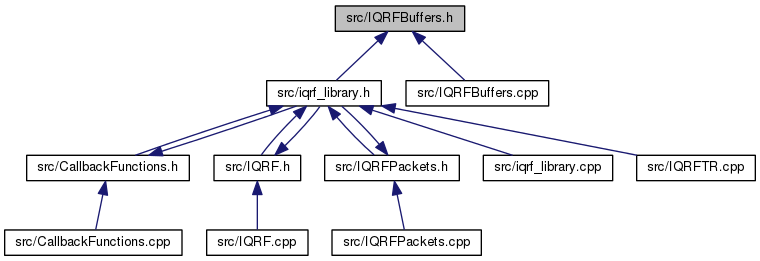 src/IQRFBuffers.h
src/iqrf_library.h
src/IQRFBuffers.cpp
src/CallbackFunctions.h
src/IQRF.h
src/IQRFPackets.h
src/iqrf_library.cpp
src/IQRFTR.cpp
src/CallbackFunctions.cpp
src/IQRF.cpp
src/IQRFPackets.cpp